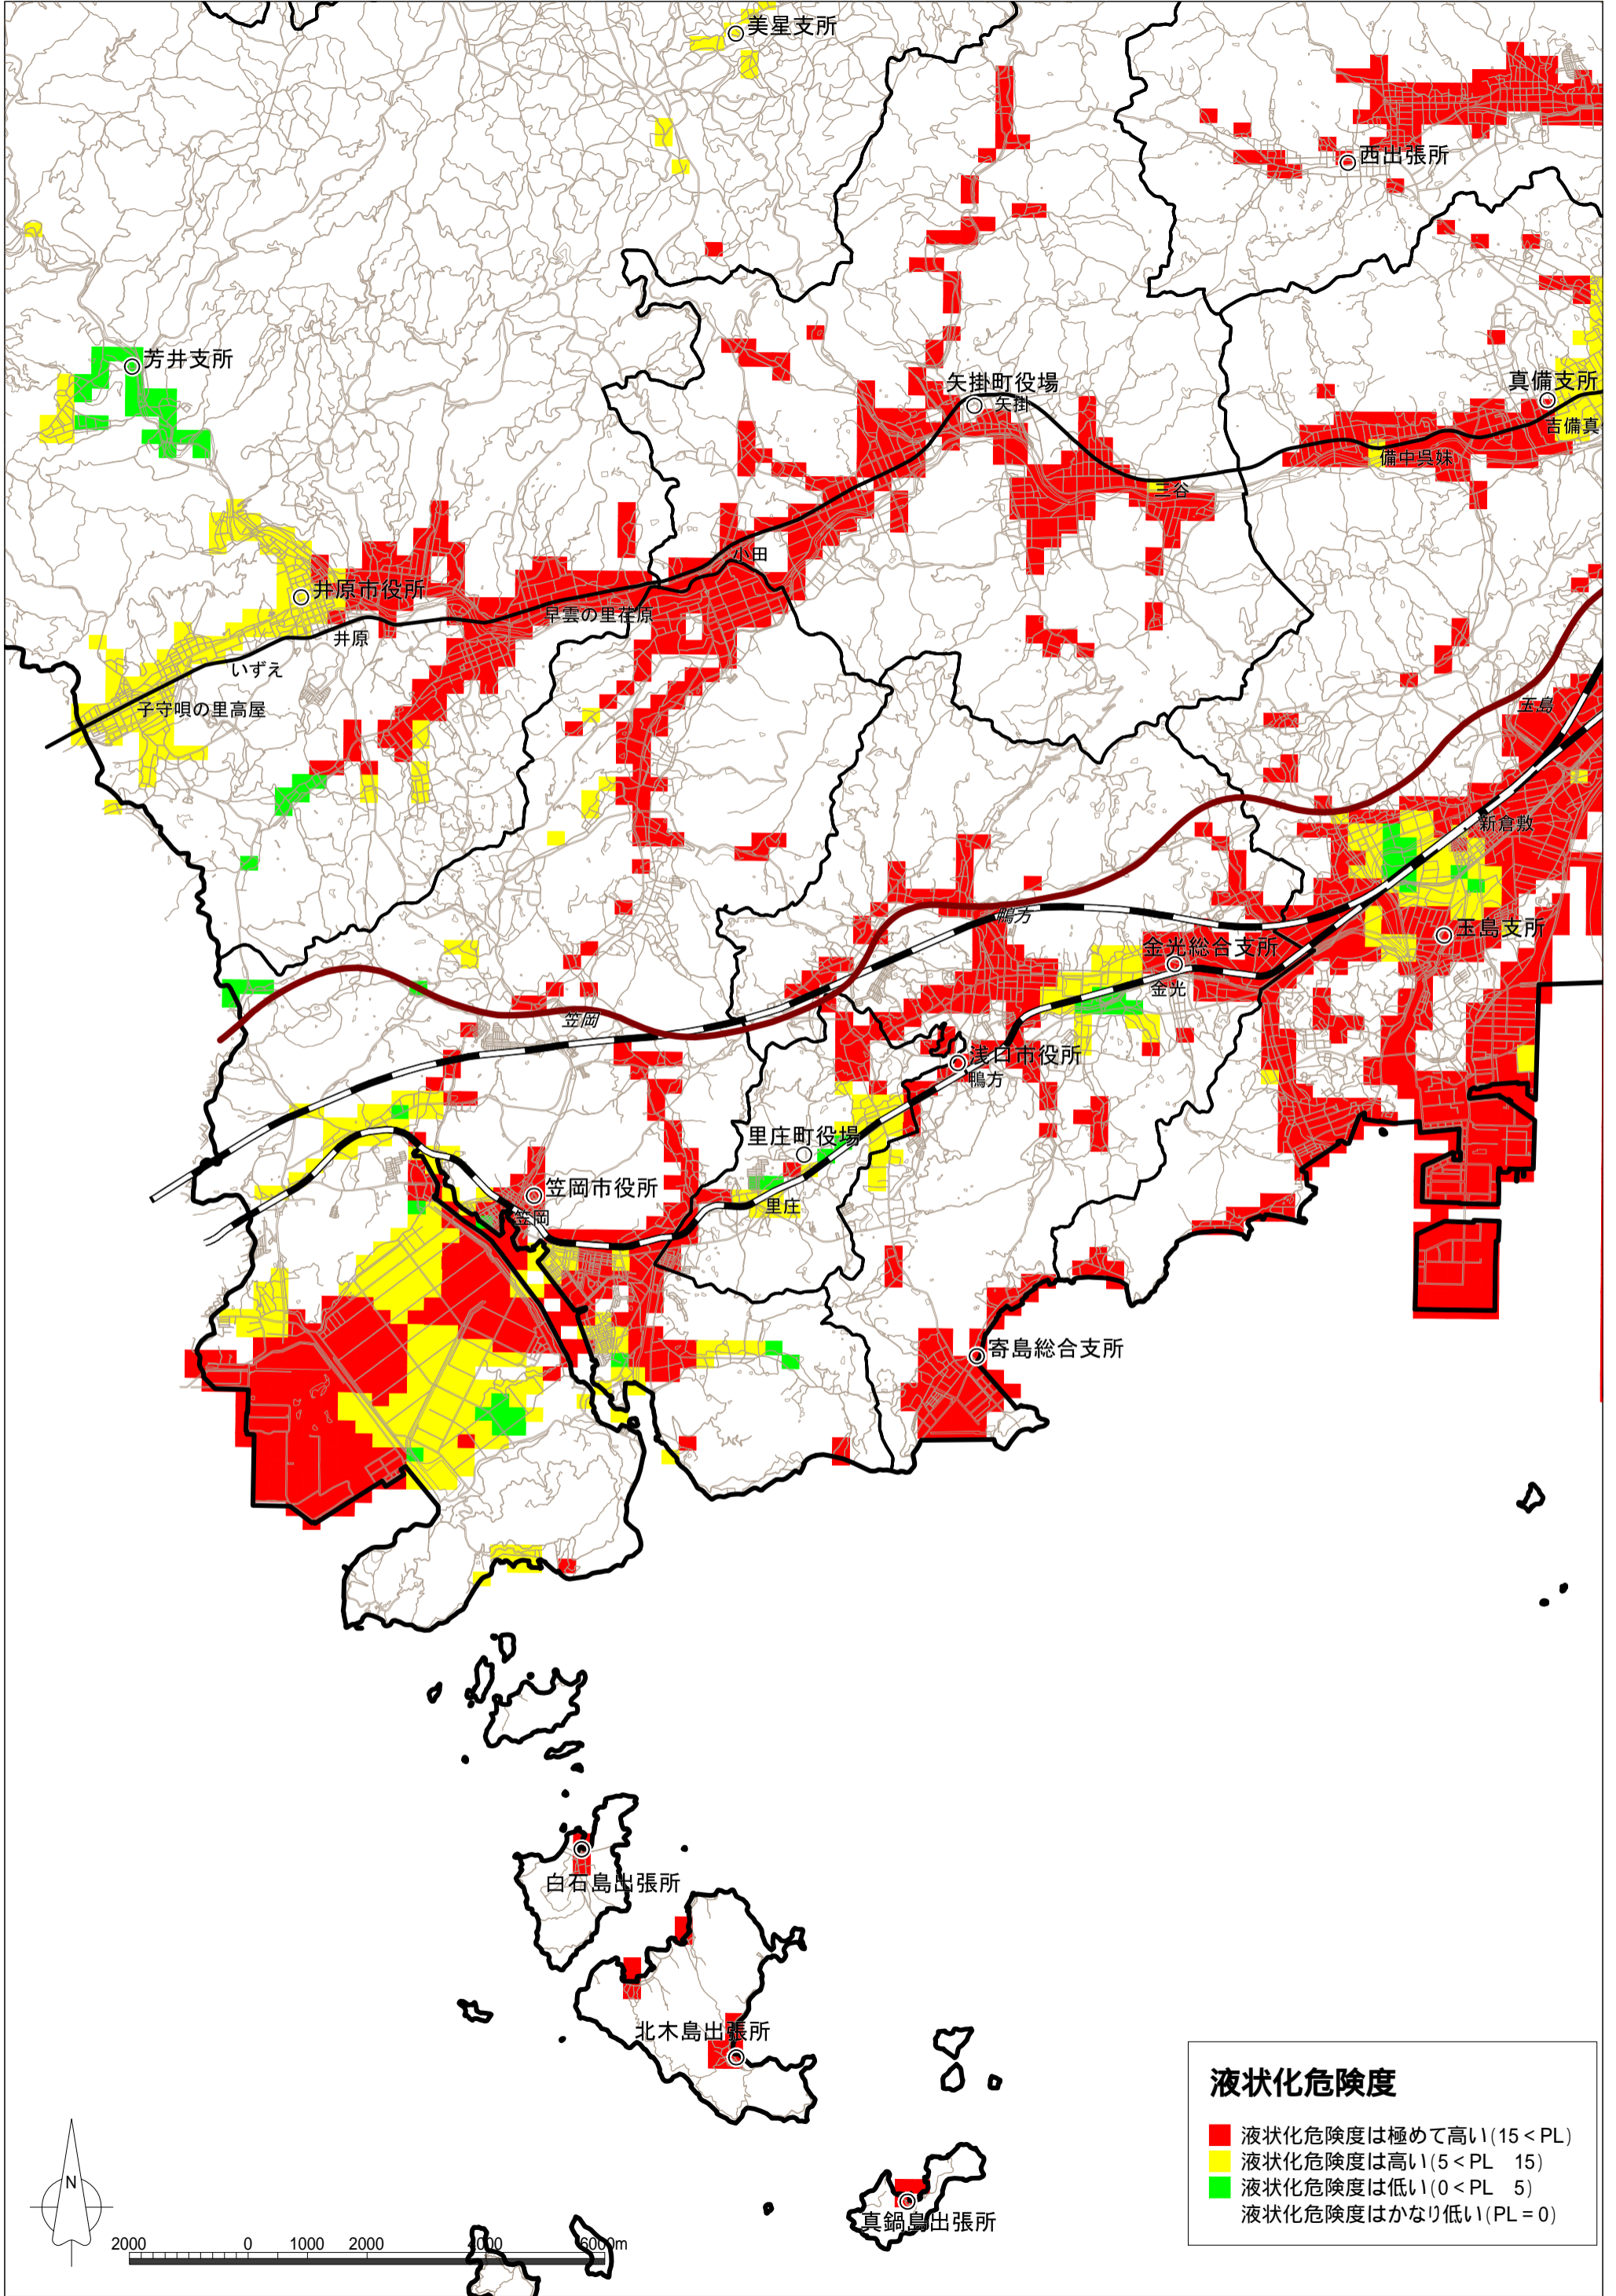 美星支所
西出張所
芳井支所
矢掛町役場
矢掛
真備支所
吉備真
備中呉妹
三谷
小田
井原市役所
早雲の里荏原
井原
いずえ
子守唄の里高屋
玉島
新倉敷
鴨方
玉島支所
金光総合支所
金光
笠岡
浅口市役所
鴨方
里庄町役場
笠岡市役所
里庄
笠岡
寄島総合支所
白石島出張所
北木島出張所
真鍋島出張所
液状化危険度
液状化危険度は極めて高い(15<PL)
液状化危険度は高い(5<PL 15)
液状化危険度は低い(0<PL 5)
液状化危険度はかなり低い(PL=0)
N
2000 0 1000 2000 4000 6000m